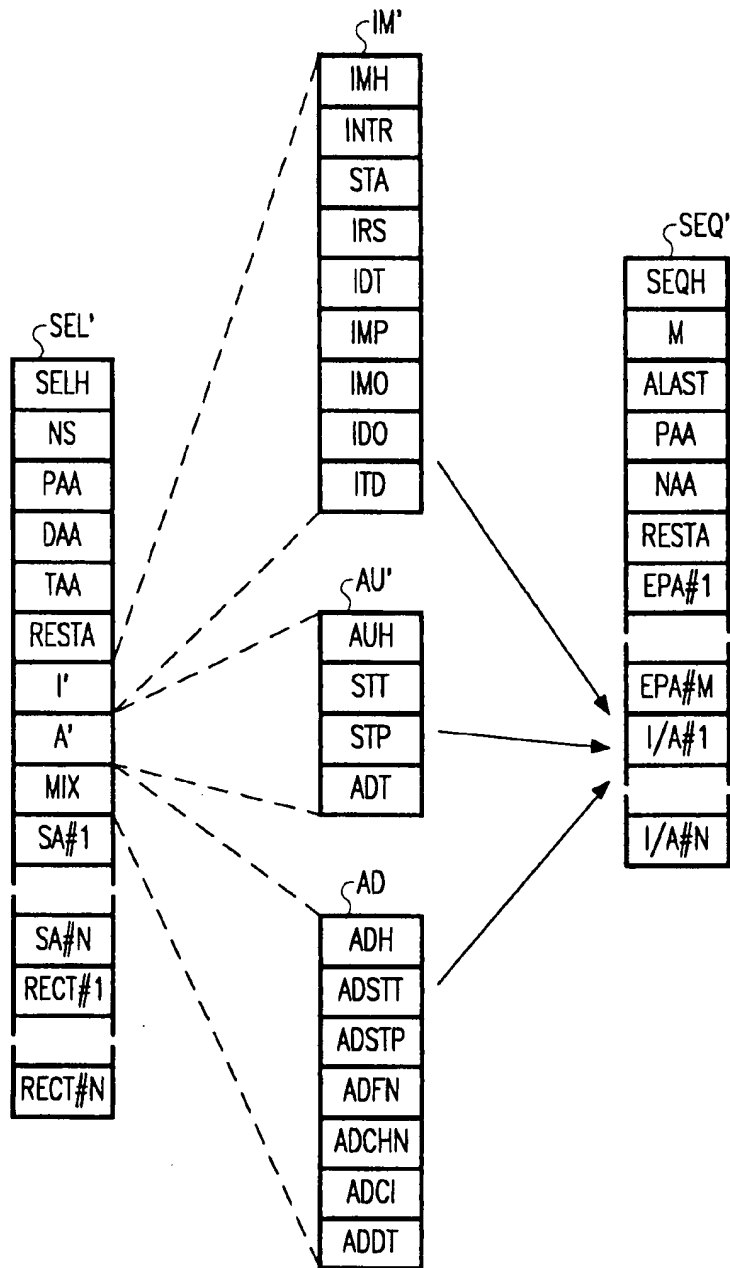 SEL'
SELH
NS
PAA
DAA
TAA
RESTA
I'
A'
MIX
SA#1
SA#N
RECT#1
RECT#N
IM'
IMH
INTR
STA
IRS
IDT
IMP
IMO
IDO
ITD
AU'
AUH
STT
STP
ADT
AD
ADH
ADSTT
ADSTP
ADFN
ADCHN
ADCI
ADDT
SEQ'
SEQH
M
ALAST
PAA
NAA
RESTA
EPA#1
EPA#M
I/A#1
I/A#N